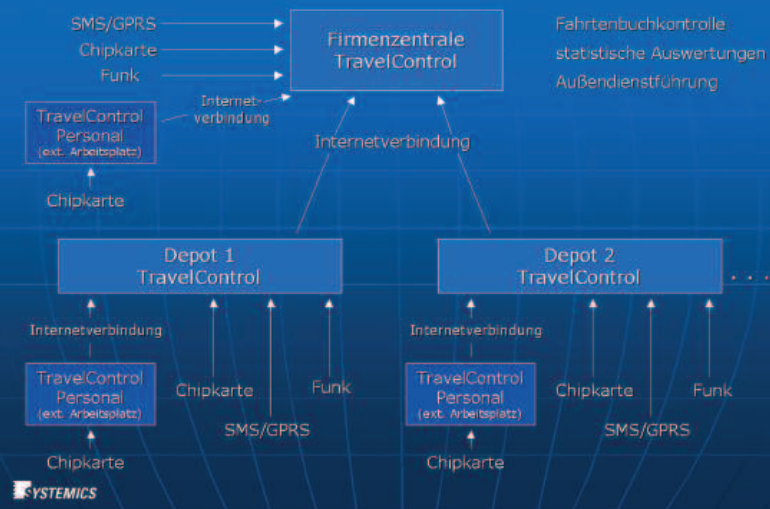 SMS/GPRS
Chipkarte
Funk
Firmenzentrale
TravelControl
Fahrtenbuchkontrolle
statistische Auswertungen
Außendienstführung
Internet-
verbindung
TravelControl
Personal
(ext. Arbeitsplatz)
Chipkarte
Internetverbindung
Depot 1
TravelControl
Depot 2
TravelControl
. . .
Internetverbindung
TravelControl
Personal
(ext. Arbeitsplatz)
Chipkarte
Chipkarte
SMS/GPRS
Funk
Internetverbindung
TravelControl
Personal
(ext. Arbeitsplatz)
Chipkarte
Chipkarte
SMS/GPRS
Funk
SYSTEMICS